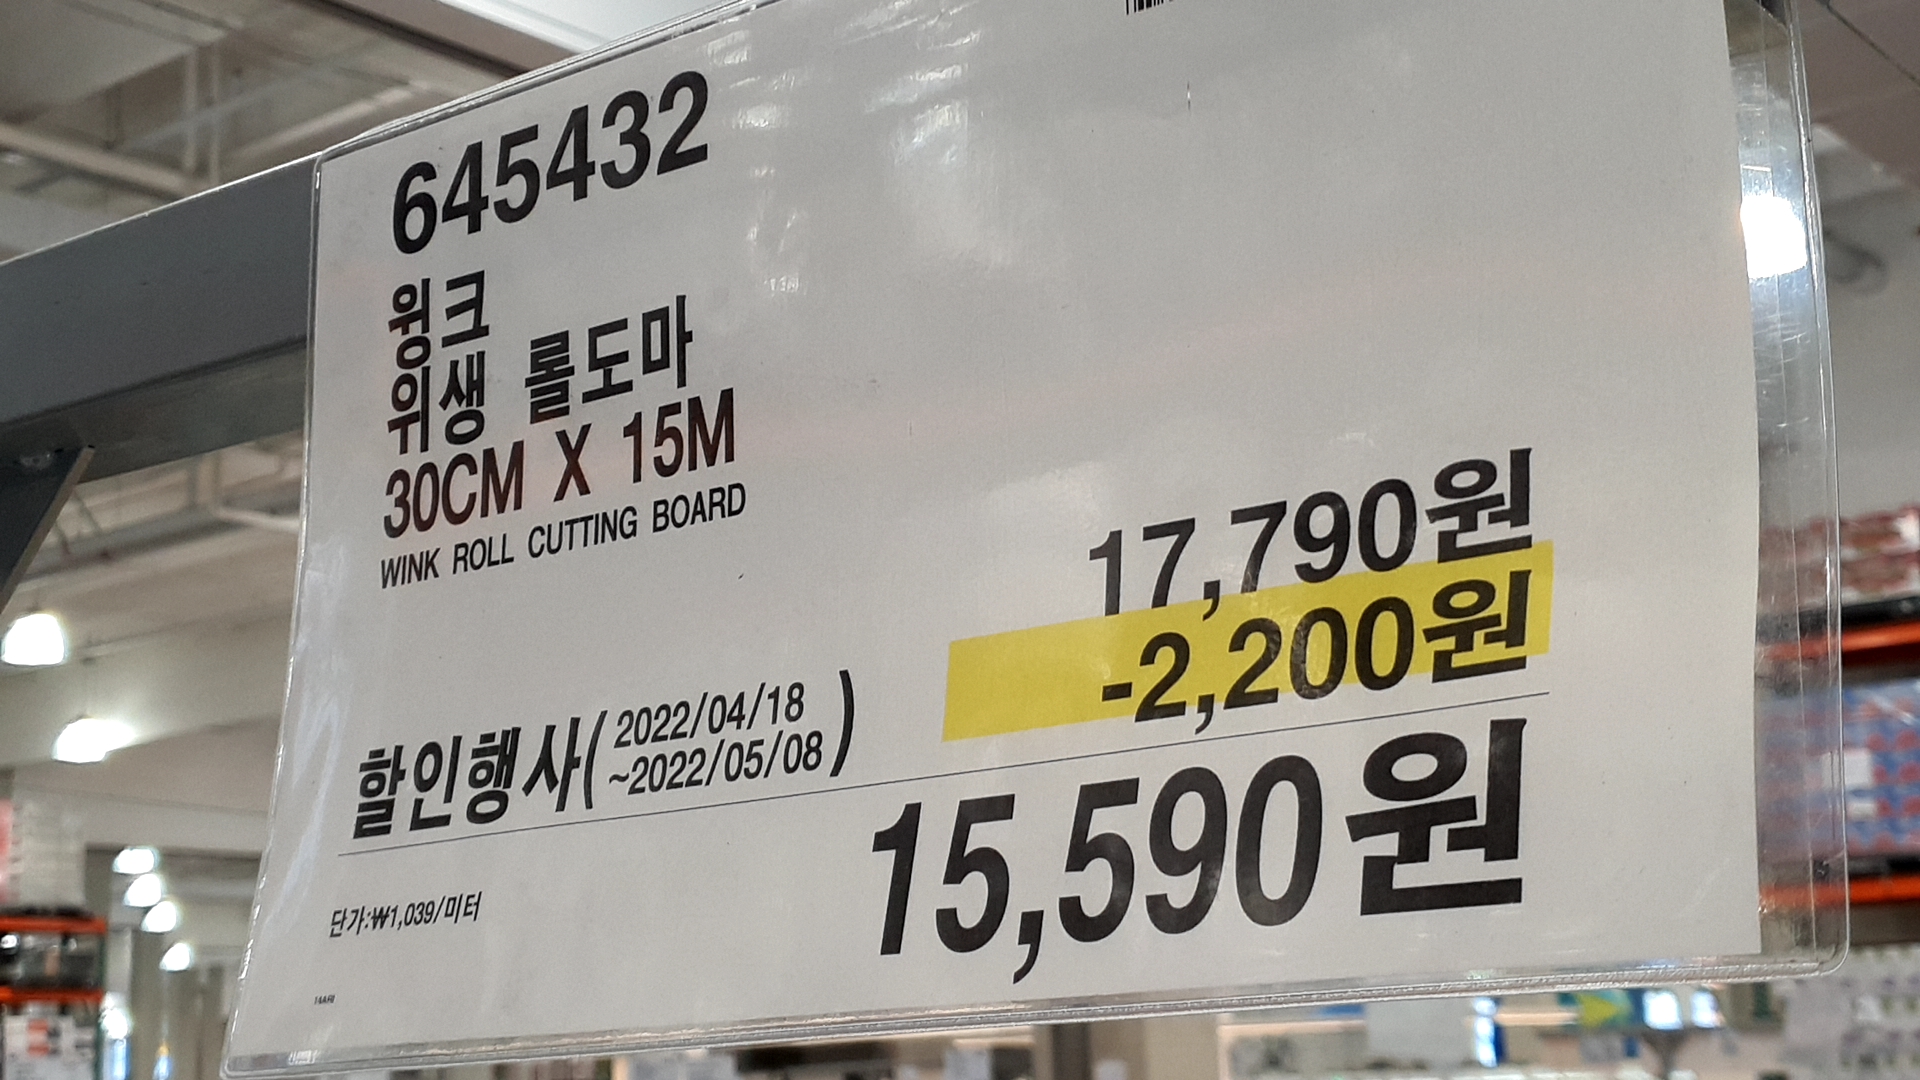 645432
윙크
위생 롤도마
30CM X 15M
WINK ROLL CUTTING BOARD
17,790원
-2,200원
할인행사(2022/04/18
~2022/05/08)
15,590원
단가:₩1,039/미터